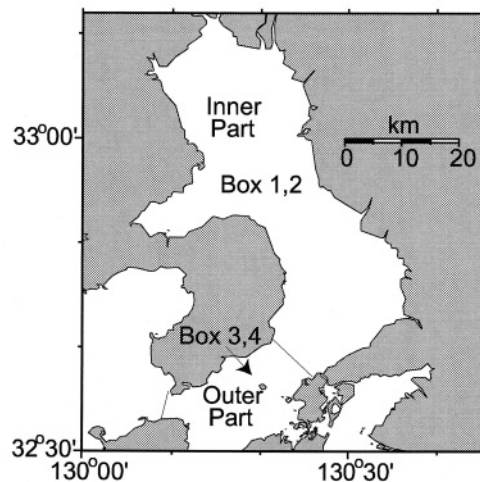 Inner
Part
33°00'
km
0 10 20
Box 1,2
Box 3,4
Outer
Part
32°30'
130°00' 130°30'